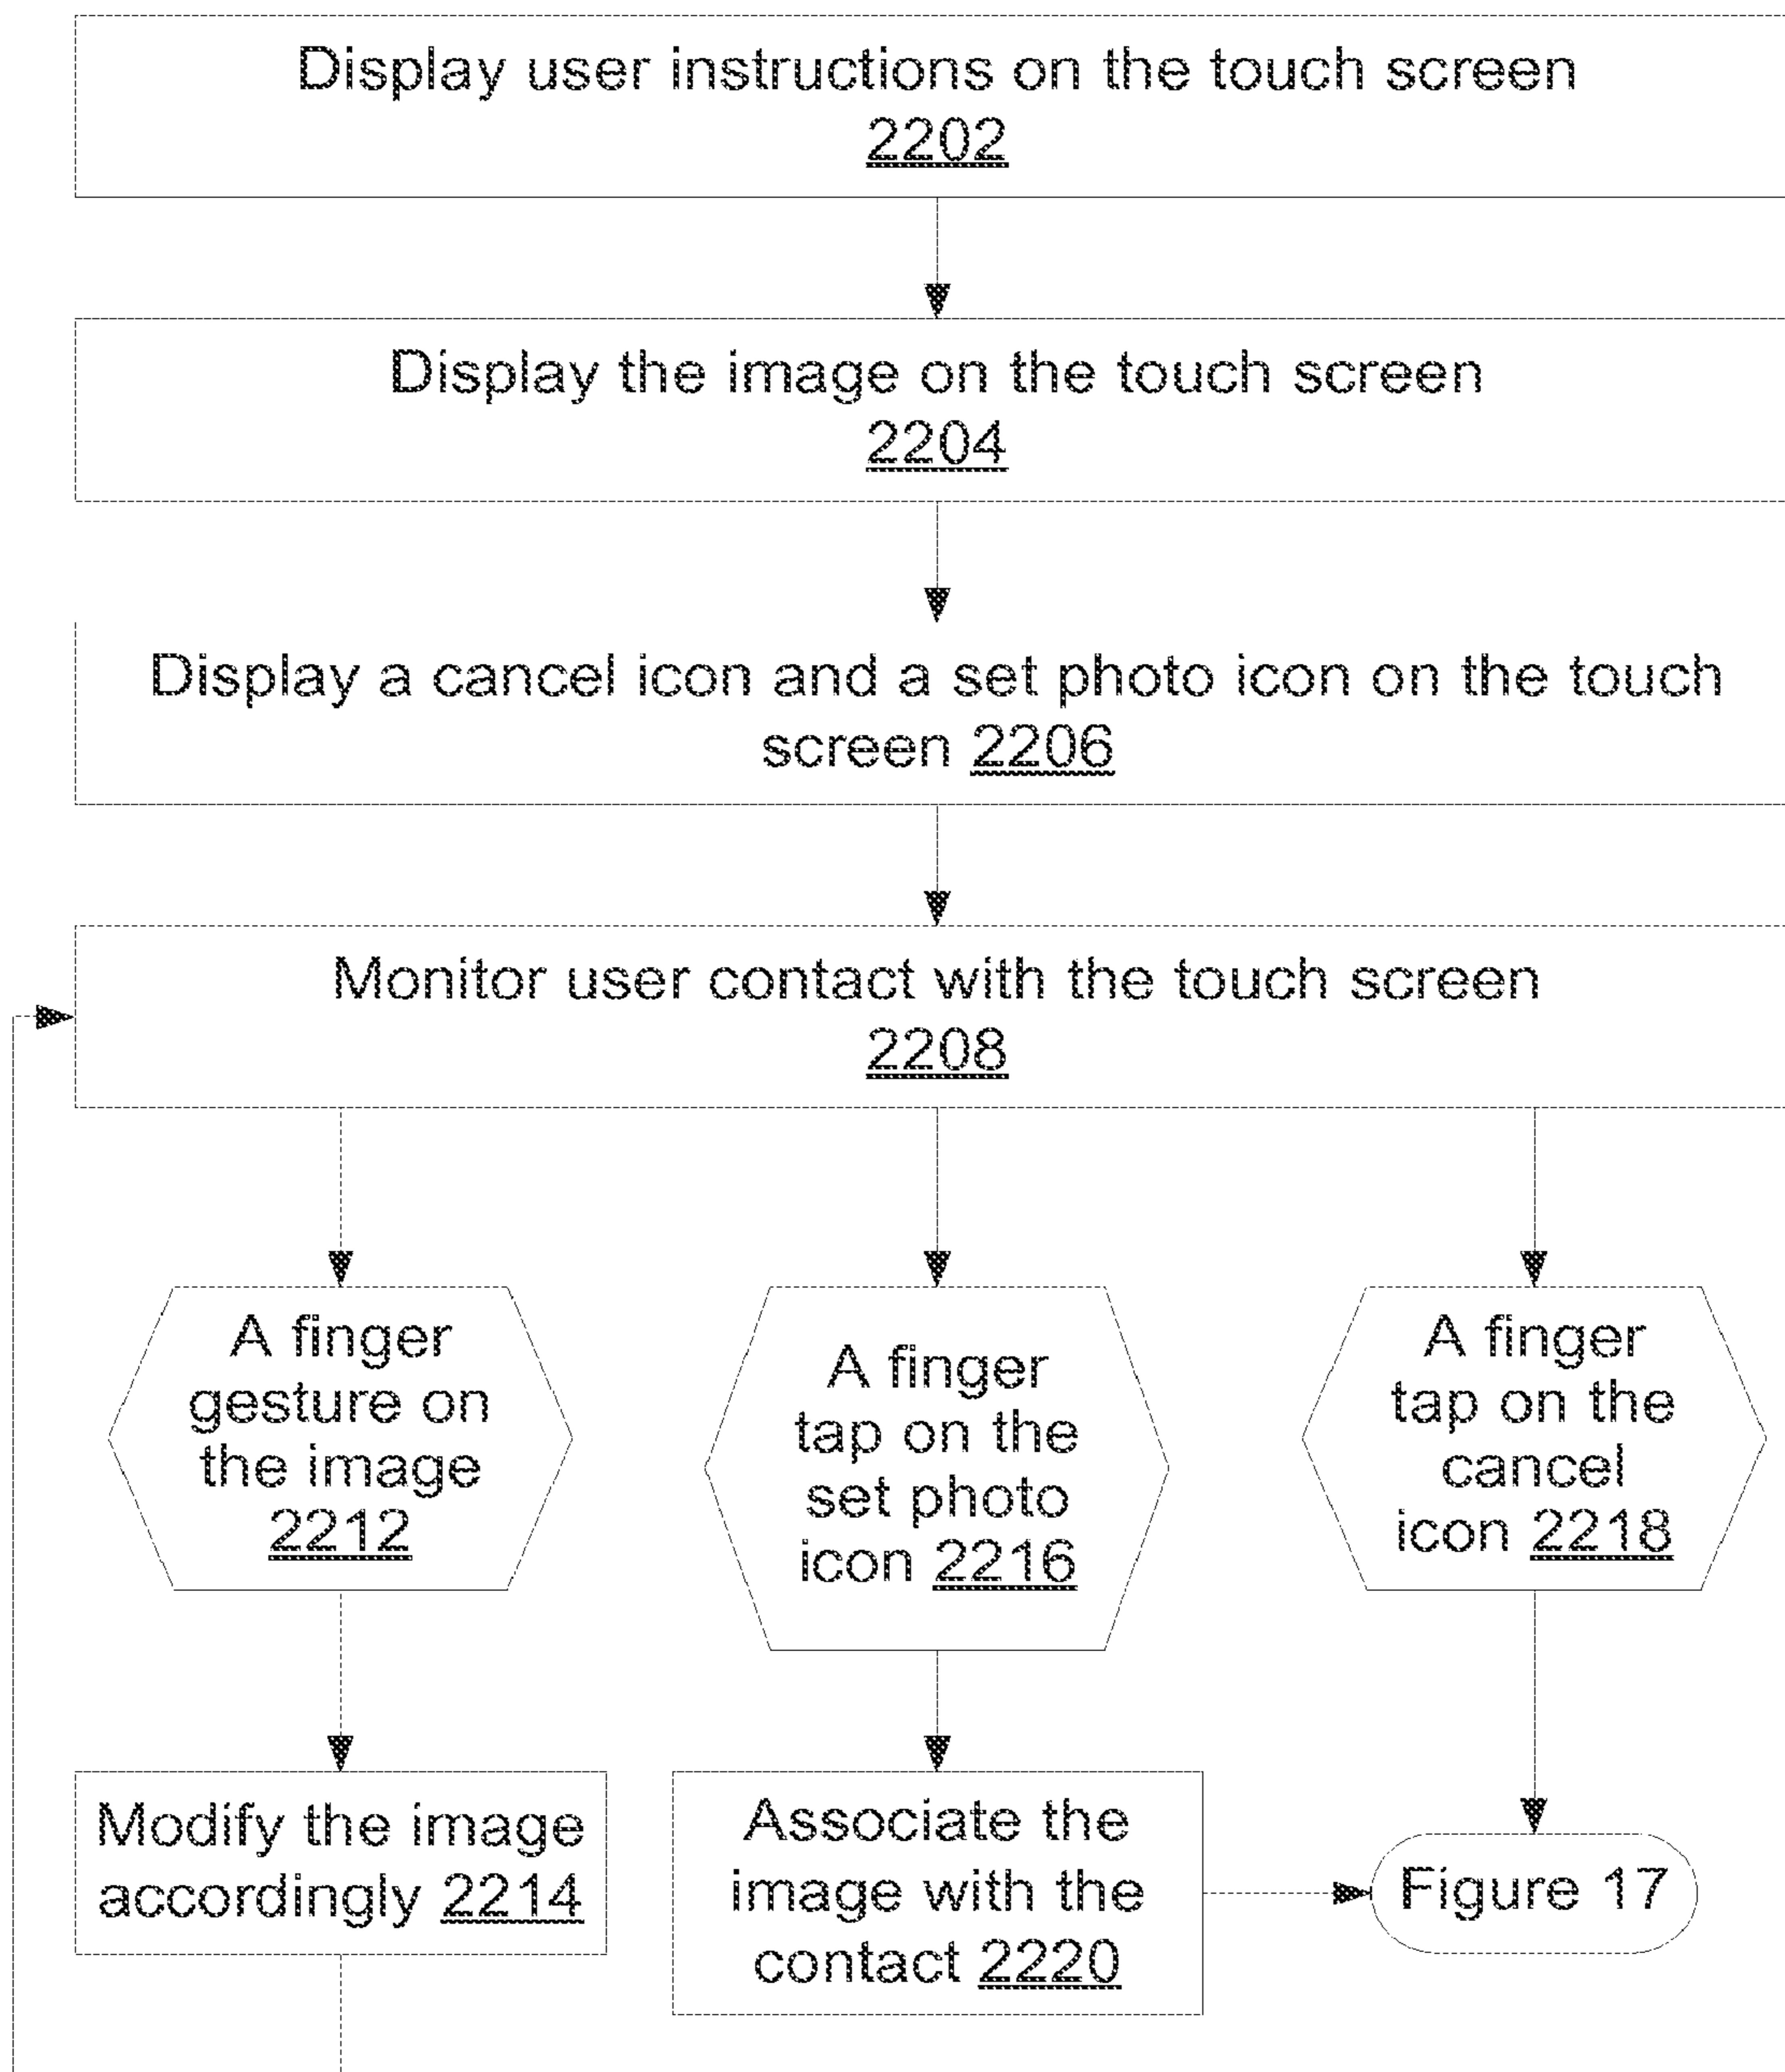 Display user instructions on the touch screen
2202
Display the image on the touch screen
2204
Display a cancel icon and a set photo icon on the touch
screen 2206
Monitor user contact with the touch screen
2208
A finger
gesture on
the image
2212
A finger
tap on the
set photo
icon 2216
A finger
tap on the
cancel
icon 2218
Modify the image
accordingly 2214
Associate the
image with the
contact 2220
Figure 17